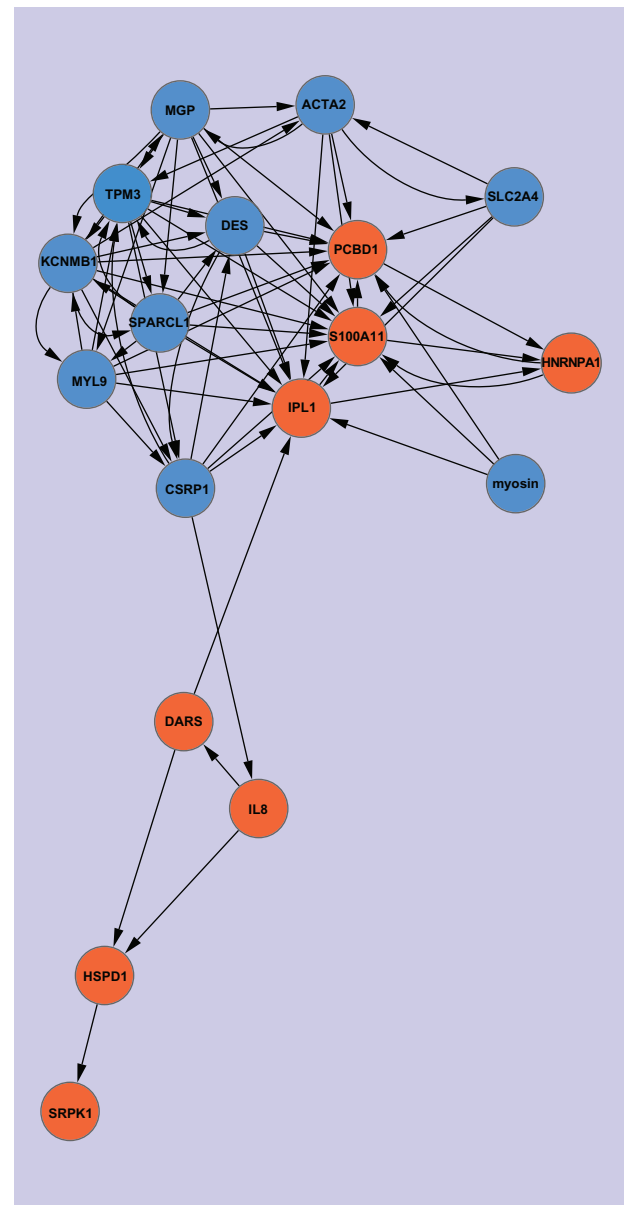 MGP
ACTA2
TPM3
SLC2A4
DES
PCBD1
KCNMB1
SPARCL1
S100A11
HNRNPA1
MYL9
IPL1
CSRP1
myosin
DARS
IL8
HSPD1
SRPK1